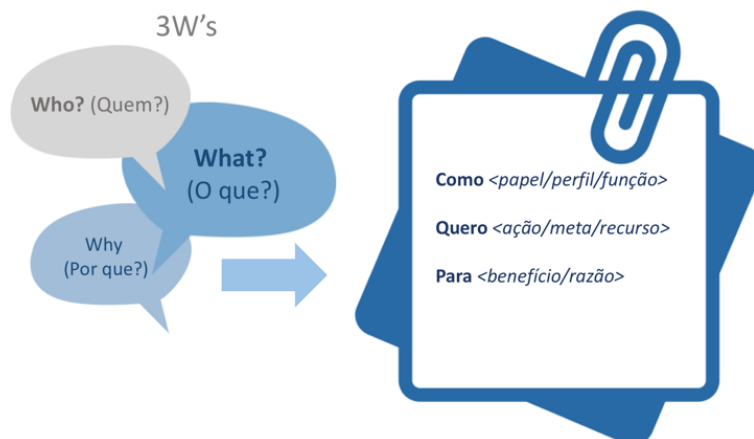 3W's
Who? (Quem?)
What?
(O que?)
Why
(Por que?)
Como <papel/perfil/função>
Quero <ação/meta/recurso>
Para <benefício/razão>